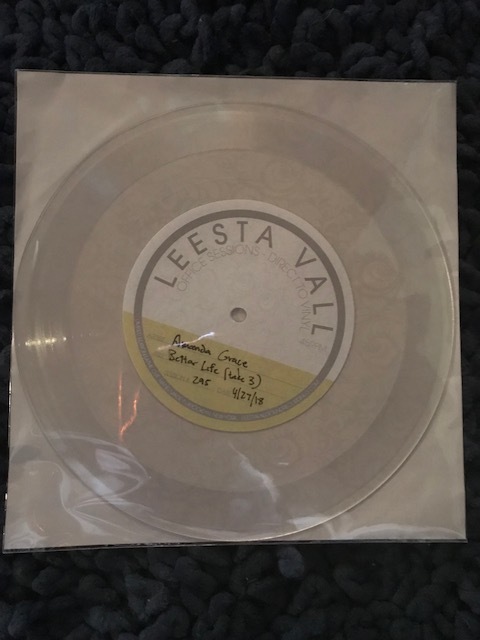 LEESTA VALL
OFFICE SESSIONS DIRECT TO VINYL
Amanda Grace
Better Life (take 3)
295 4/27/18